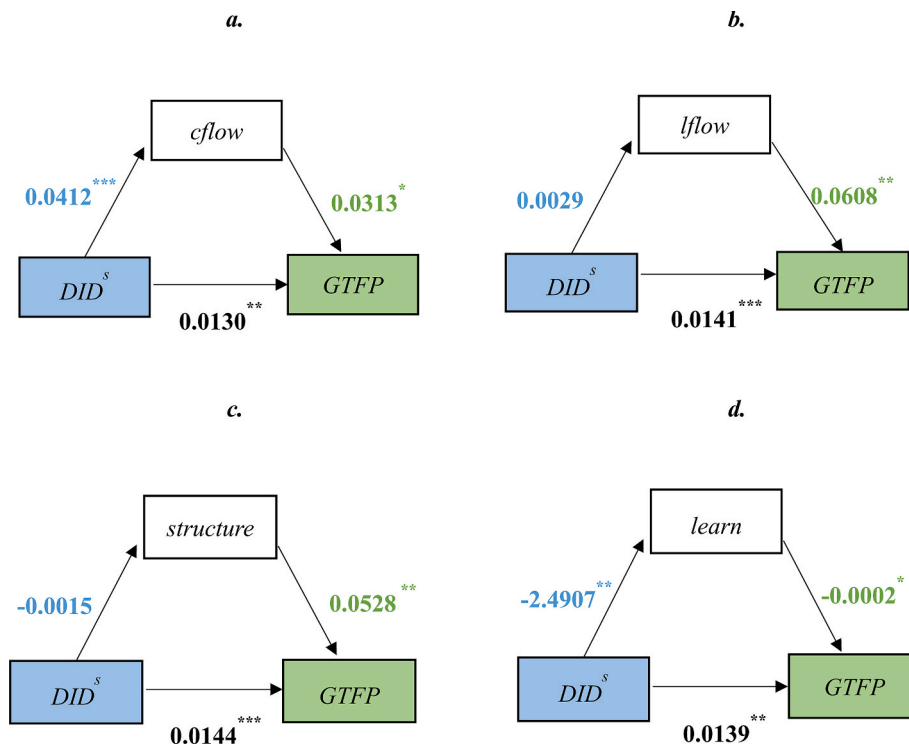 a.
b.
cflow
lflow
0.0412***
0.0313*
0.0029
0.0608**
DIDˢ
GTFP
DIDˢ
GTFP
0.0130**
0.0141***
c.
d.
structure
learn
-0.0015
0.0528**
-2.4907**
-0.0002*
DIDˢ
GTFP
DIDˢ
GTFP
0.0144***
0.0139**